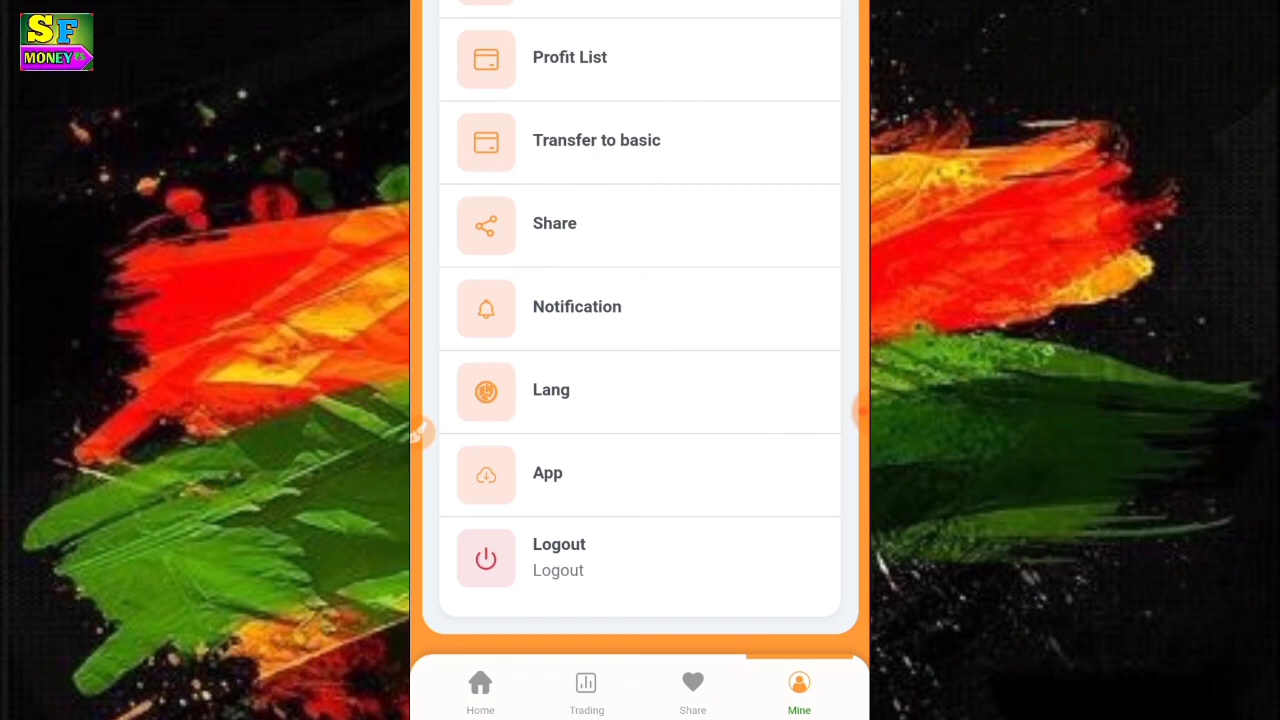 SF
MONEY
Profit List
Transfer to basic
Share
Notification
Lang
App
Logout
Logout
Home
Trading
Share
Mine